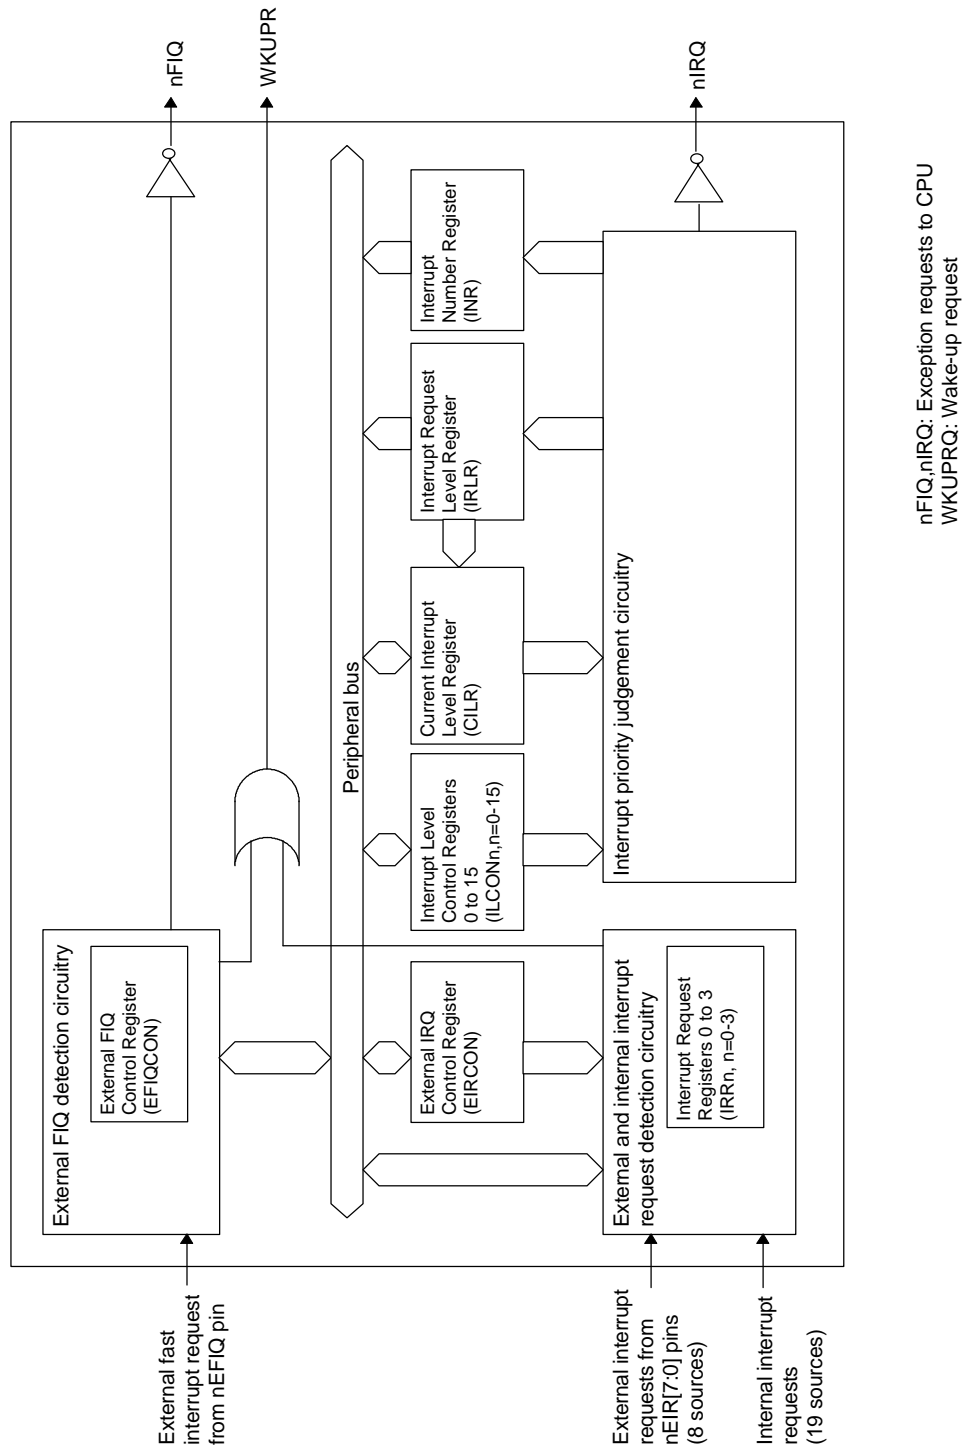 External fast
interrupt request
from nEFIQ pin
External FIQ detection circuitry
External FIQ
Control Register
(EFIQCON)
nFIQ
WKUPR
Peripheral bus
External IRQ
Control Register
(EIRCON)
Interrupt Level
Control Registers
0 to 15
(ILCONn,n=0-15)
Current Interrupt
Level Register
(CILR)
Interrupt Request
Level Register
(IRLR)
Interrupt
Number Register
(INR)
External interrupt
requests from
nEIR[7:0] pins
(8 sources)
Internal interrupt
requests
(19 sources)
External and internal interrupt
request detection circuitry
Interrupt Request
Registers 0 to 3
(IRRn, n=0-3)
Interrupt priority judgement circuitry
nIRQ
nFIQ,nIRQ: Exception requests to CPU
WKUPRQ: Wake-up request